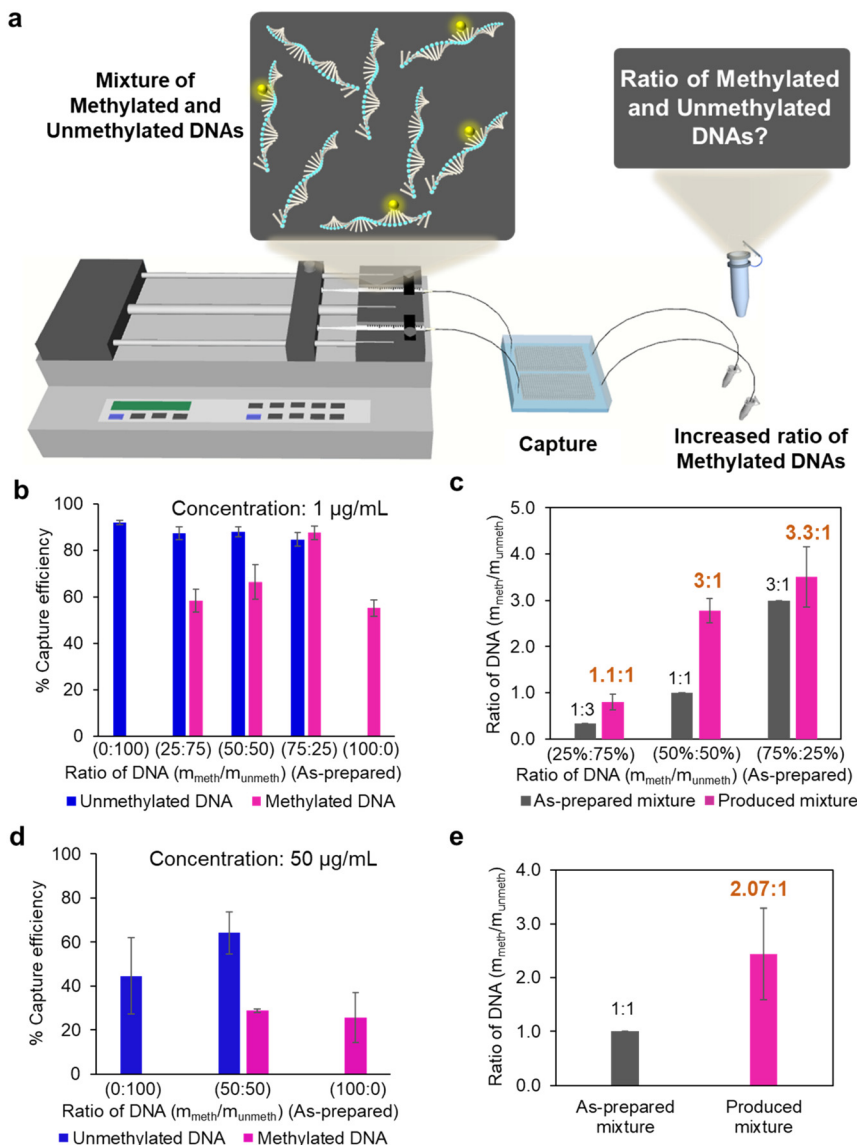 a
Mixture of
Methylated and
Unmethylated DNAs
Ratio of Methylated
and Unmethylated
DNAs?
Capture
Increased ratio of
Methylated DNAs
b
Concentration: 1 µg/mL
% Capture efficiency
100
80
60
40
20
0
(0:100) (25:75) (50:50) (75:25) (100:0)
Ratio of DNA (mmeth/munmeth) (As-prepared)
Unmethylated DNA Methylated DNA
c
Ratio of DNA (mmeth/munmeth)
5.0
4.0
3.0
2.0
1.0
0.0
1:3
1.1:1
1:1
3:1
3:1
3.3:1
(25%:75%) (50%:50%) (75%:25%)
Ratio of DNA (mmeth/munmeth) (As-prepared)
As-prepared mixture Produced mixture
d
Concentration: 50 µg/mL
% Capture efficiency
100
80
60
40
20
0
(0:100) (50:50) (100:0)
Ratio of DNA (mmeth/munmeth) (As-prepared)
Unmethylated DNA Methylated DNA
e
Ratio of DNA (mmeth/munmeth)
4.0
3.0
2.0
1.0
0.0
1:1
2.07:1
As-prepared
mixture
Produced
mixture